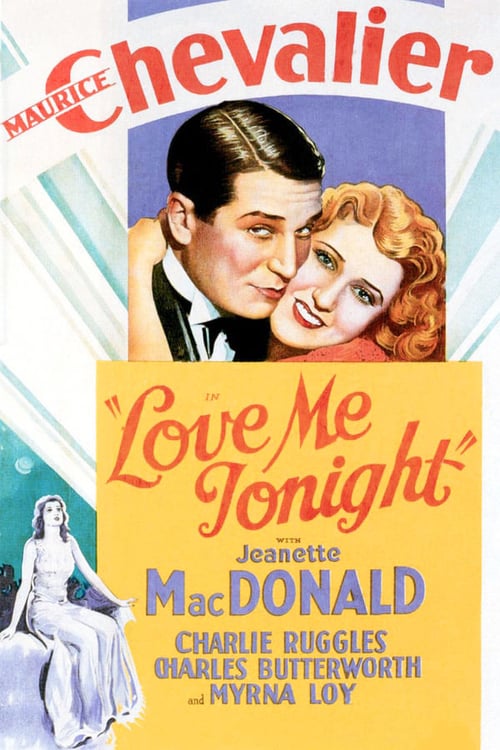 MAURICE
Chevalier
IN
"Love Me
Tonight"
WITH
Jeanette
MacDONALD
CHARLIE RUGGLES
CHARLES BUTTERWORTH
and MYRNA LOY